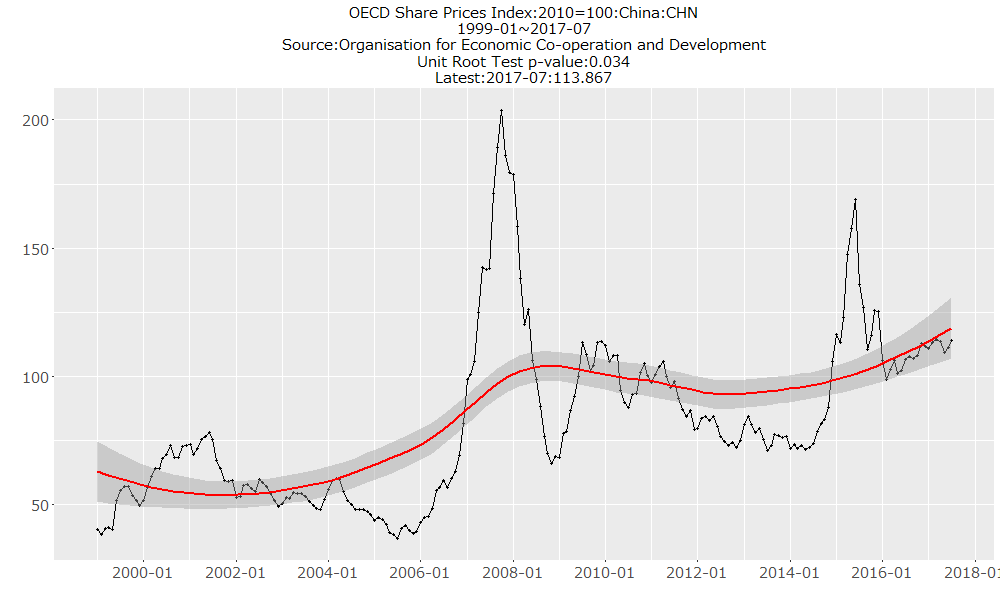 OECD Share Prices Index:2010=100:China:CHN
1999-01~2017-07
Source:Organisation for Economic Co-operation and Development
Unit Root Test p-value:0.034
Latest:2017-07:113.867
200
150
100
50
2000-01 2002-01 2004-01 2006-01 2008-01 2010-01 2012-01 2014-01 2016-01 2018-01